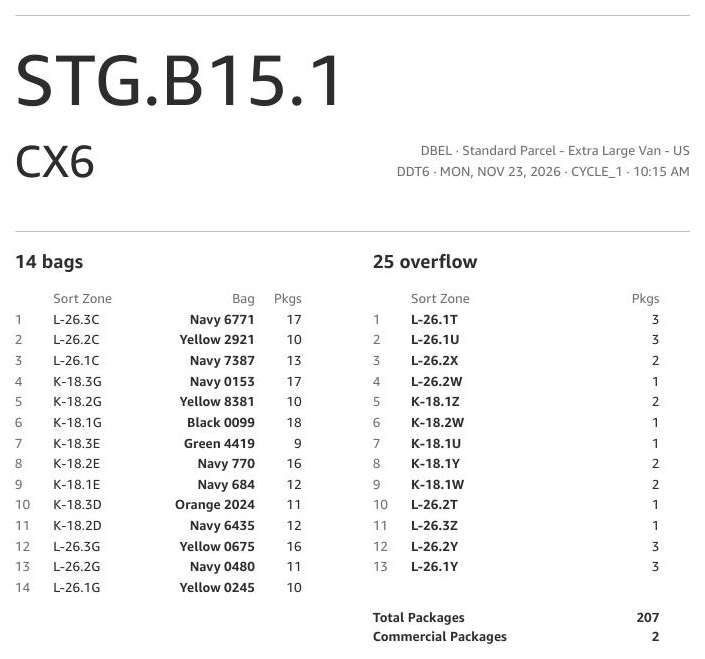 STG.B15.1
CX6
DBEL · Standard Parcel - Extra Large Van - US
DDT6 · MON, NOV 23, 2026 · CYCLE_1 · 10:15 AM
14 bags
Sort Zone Bag Pkgs
1 L-26.3C Navy 6771 17
2 L-26.2C Yellow 2921 10
3 L-26.1C Navy 7387 13
4 K-18.3G Navy 0153 17
5 K-18.2G Yellow 8381 10
6 K-18.1G Black 0099 18
7 K-18.3E Green 4419 9
8 K-18.2E Navy 770 16
9 K-18.1E Navy 684 12
10 K-18.3D Orange 2024 11
11 K-18.2D Navy 6435 12
12 L-26.3G Yellow 0675 16
13 L-26.2G Navy 0480 11
14 L-26.1G Yellow 0245 10
25 overflow
Sort Zone Pkgs
1 L-26.1T 3
2 L-26.1U 3
3 L-26.2X 2
4 L-26.2W 1
5 K-18.1Z 2
6 K-18.2W 1
7 K-18.1U 1
8 K-18.1Y 2
9 K-18.1W 2
10 L-26.2T 1
11 L-26.3Z 1
12 L-26.2Y 3
13 L-26.1Y 3
Total Packages 207
Commercial Packages 2